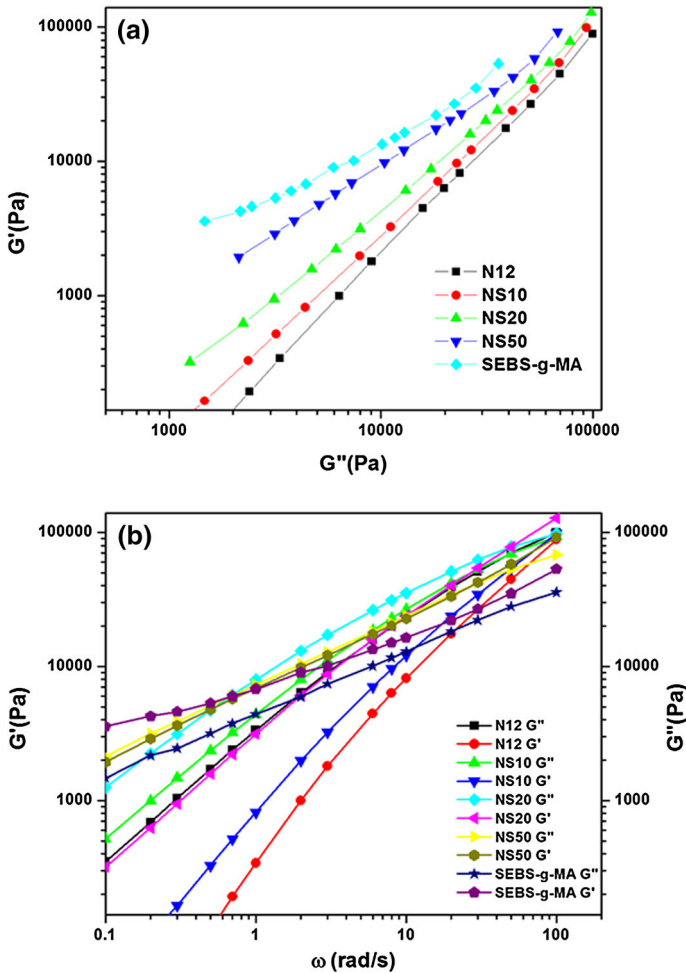 (a)
100000
10000
1000
G'(Pa)
N12
NS10
NS20
NS50
SEBS-g-MA
1000
10000
100000
G"(Pa)
(b)
100000
10000
1000
G'(Pa)
100000
10000
1000
G"(Pa)
N12 G"
N12 G'
NS10 G"
NS10 G'
NS20 G"
NS20 G'
NS50 G"
NS50 G'
SEBS-g-MA G"
SEBS-g-MA G'
0.1
1
10
100
ω (rad/s)